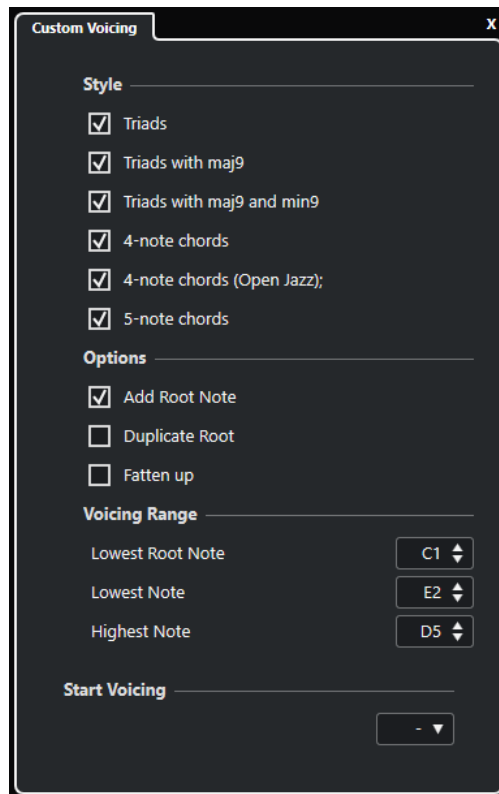 Custom Voicing X
Style
Triads
Triads with maj9
Triads with maj9 and min9
4-note chords
4-note chords (Open Jazz);
5-note chords
Options
Add Root Note
Duplicate Root
Fatten up
Voicing Range
Lowest Root Note C1
Lowest Note E2
Highest Note D5
Start Voicing
-